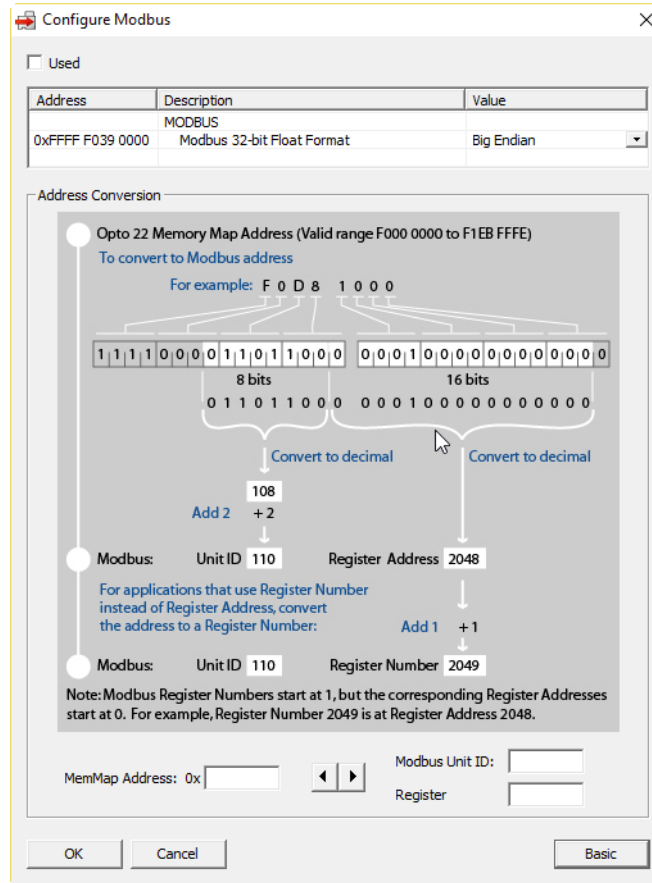 Configure Modbus
Used
Address Description Value
MODBUS
0xFFFF F039 0000 Modbus 32-bit Float Format Big Endian
Address Conversion
Opto 22 Memory Map Address (Valid range F000 0000 to F1EB FFFE)
To convert to Modbus address
For example: F 0 D 8 1 0 0 0
1 1 1 1 0 0 0 0 1 1 0 1 1 0 0 0 0 0 0 1 0 0 0 0 0 0 0 0 0 0 0 0
8 bits 16 bits
0 1 1 0 1 1 0 0 0 0 0 0 1 0 0 0 0 0 0 0 0 0 0 0
Convert to decimal Convert to decimal
108
Add 2 + 2
Modbus: Unit ID 110 Register Address 2048
For applications that use Register Number
instead of Register Address, convert
the address to a Register Number: Add 1 + 1
Modbus: Unit ID 110 Register Number 2049
Note: Modbus Register Numbers start at 1, but the corresponding Register Addresses
start at 0. For example, Register Number 2049 is at Register Address 2048.
MemMap Address: 0x
Modbus Unit ID:
Register
OK Cancel Basic